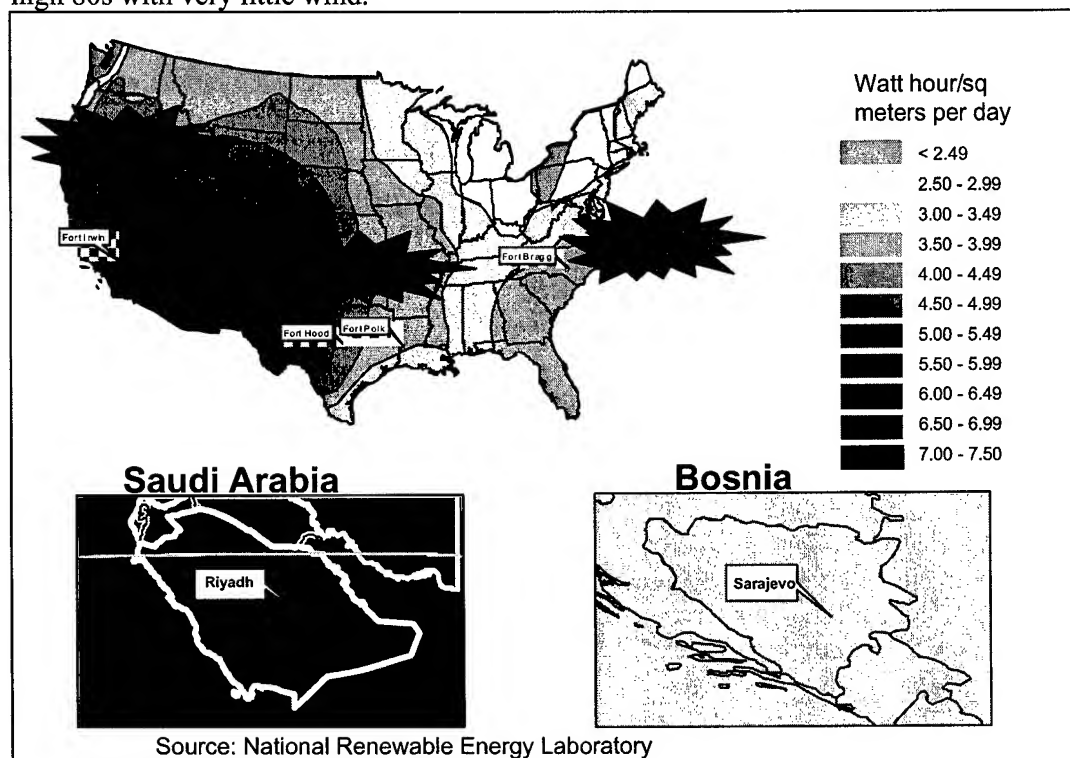 high 80s with very little wind.
Watt hour/sq
meters per day
< 2.49
2.50 - 2.99
3.00 - 3.49
3.50 - 3.99
4.00 - 4.49
4.50 - 4.99
5.00 - 5.49
5.50 - 5.99
6.00 - 6.49
6.50 - 6.99
7.00 - 7.50
Fort Irwin
Fort Bragg
Fort Hood
Fort Polk
Saudi Arabia
Riyadh
Bosnia
Sarajevo
Source: National Renewable Energy Laboratory